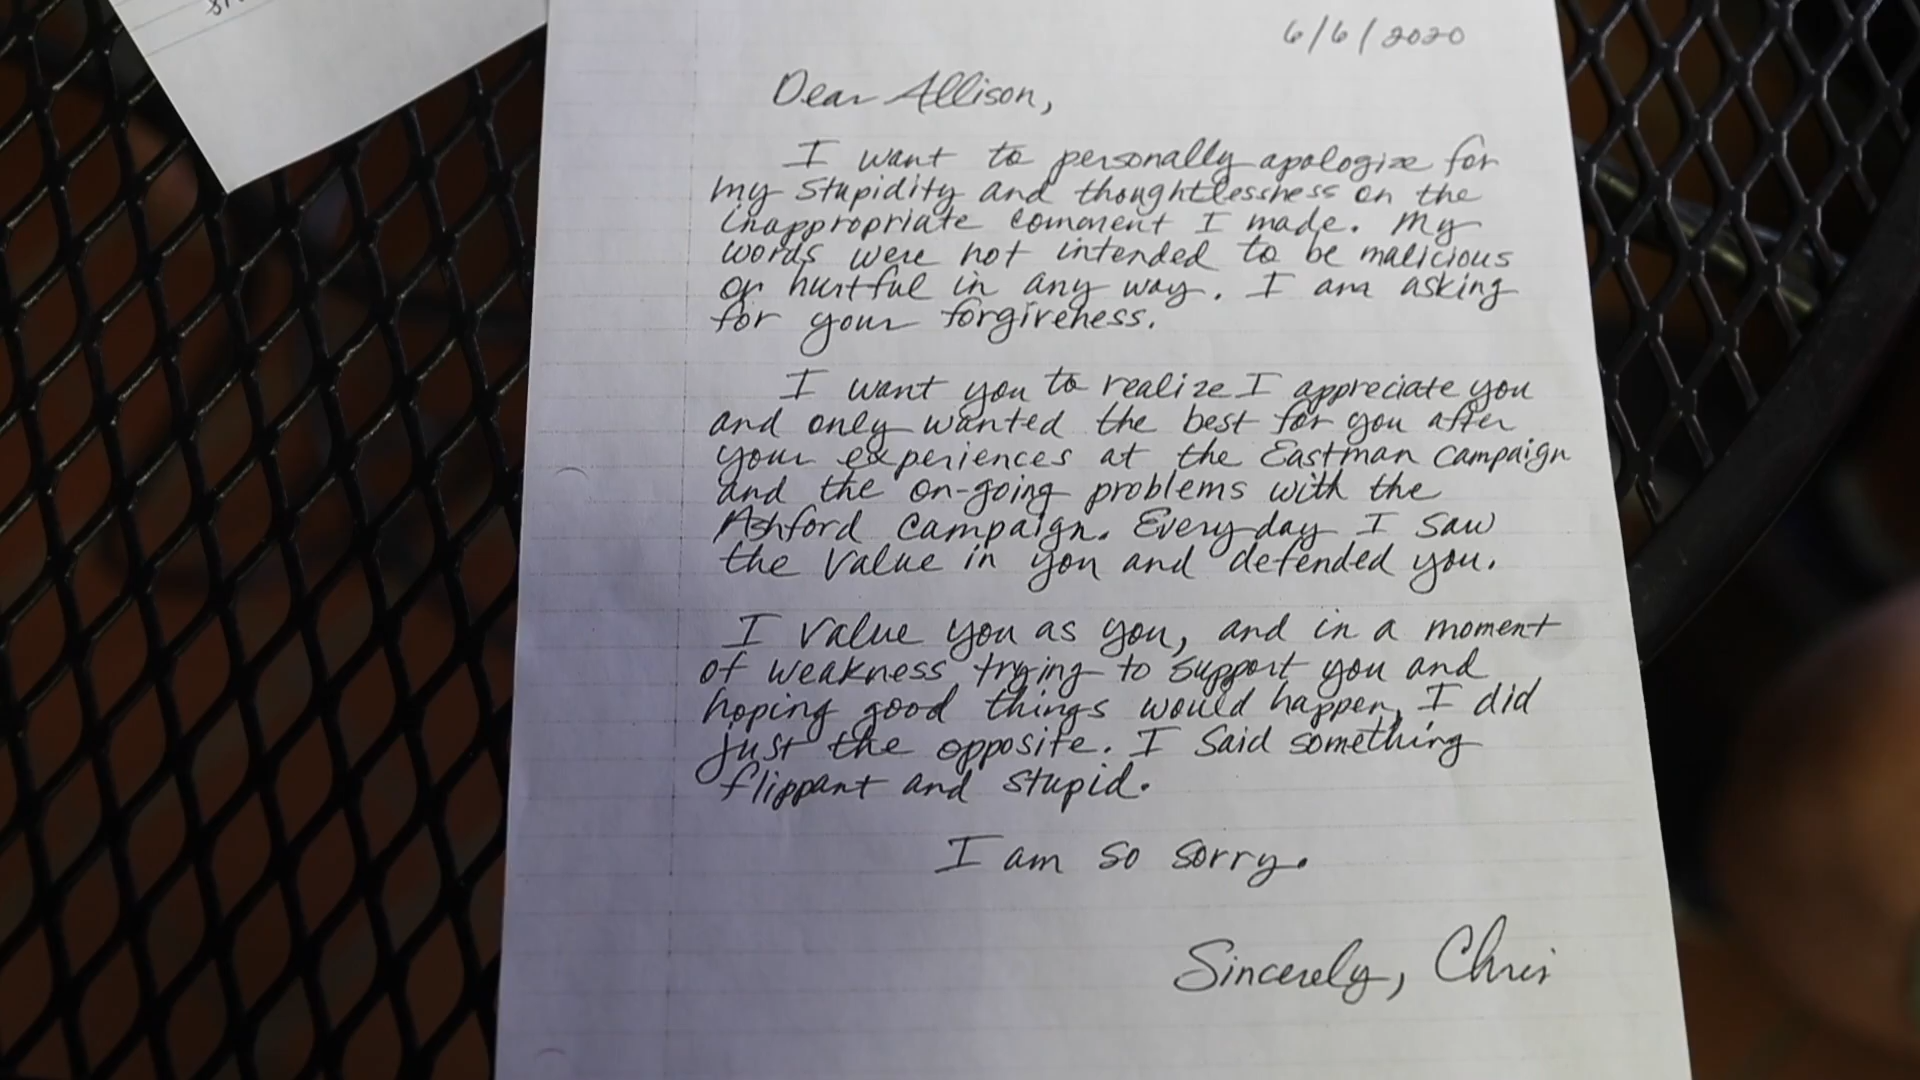 6/6/2020
Dear Allison,
I want to personally apologize for
my stupidity and thoughtlessness on the
inappropriate comment I made. My
words were not intended to be malicious
or hurtful in any way. I am asking
for your forgiveness.
I want you to realize I appreciate you
and only wanted the best for you after
your experiences at the Eastman campaign
and the on-going problems with the
Ashford Campaign. Everyday I saw
the value in you and defended you.
I value you as you, and in a moment
of weakness trying to support you and
hoping good things would happen, I did
just the opposite. I said something
flippant and stupid.
I am so sorry.
Sincerely, Chris